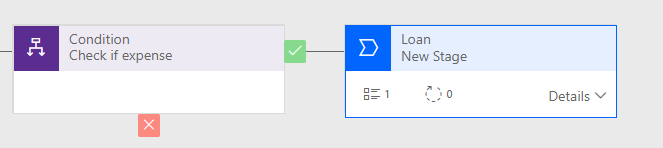 Condition
Check if expense
Loan
New Stage
1
0
Details